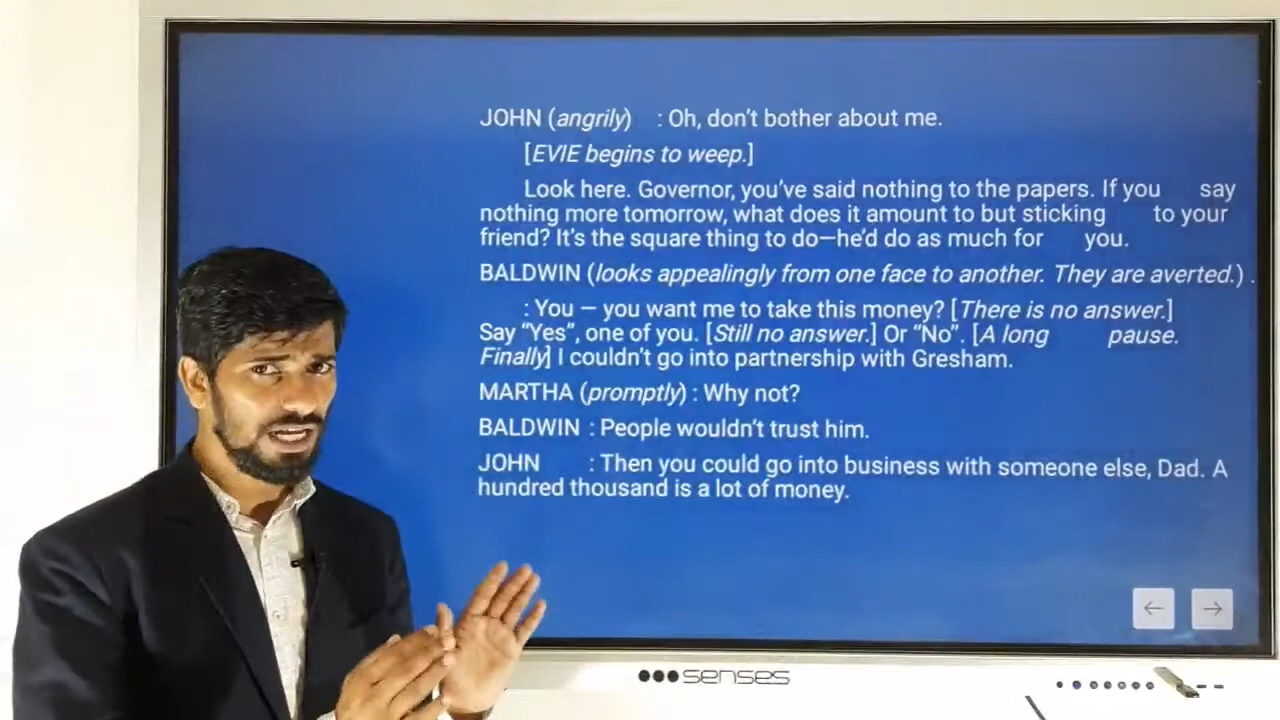 JOHN (angrily) : Oh, don't bother about me.
[EVIE begins to weep.]
Look here. Governor, you've said nothing to the papers. If you say
nothing more tomorrow, what does it amount to but sticking to your
friend? It's the square thing to do—he'd do as much for you.
BALDWIN (looks appealingly from one face to another. They are averted.) .
: You — you want me to take this money? [There is no answer.]
Say “Yes”, one of you. [Still no answer.] Or “No”. [A long pause.
Finally] I couldn't go into partnership with Gresham.
MARTHA (promptly) : Why not?
BALDWIN : People wouldn't trust him.
JOHN : Then you could go into business with someone else, Dad. A
hundred thousand is a lot of money.
senses